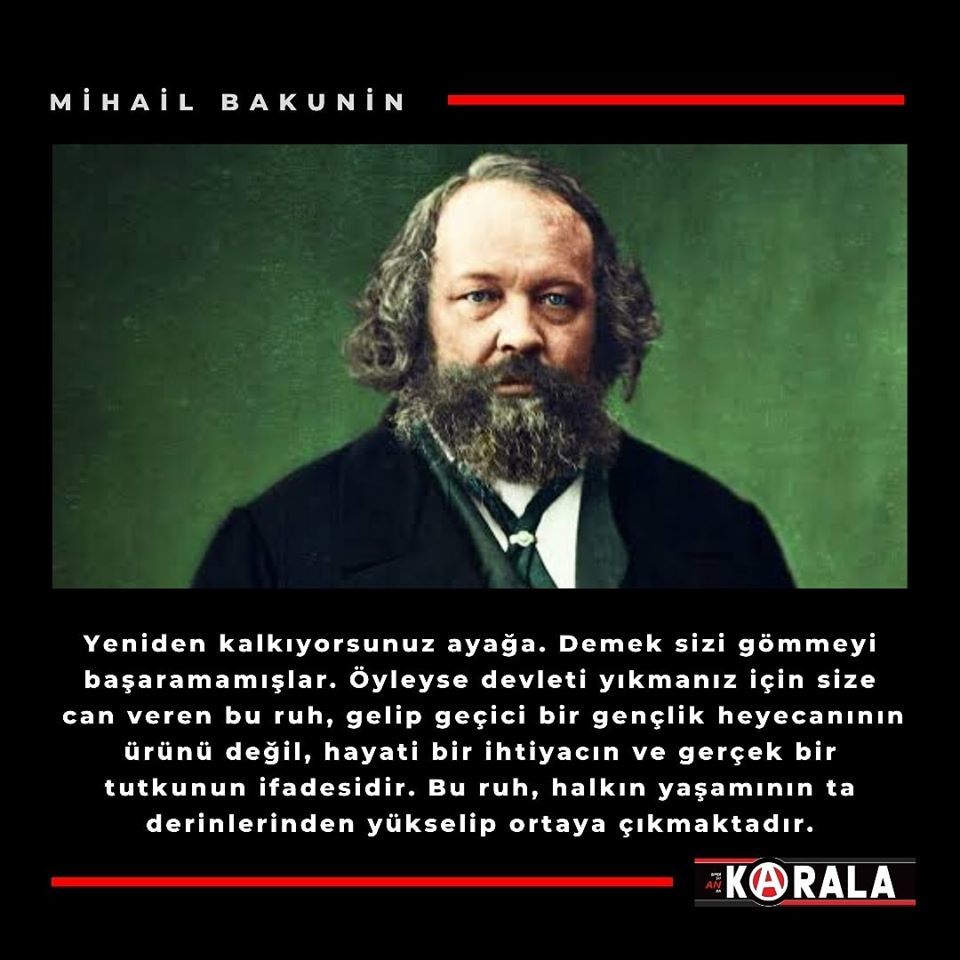 MİHAİL BAKUNİN
Yeniden kalkıyorsunuz ayağa. Demek sizi gömmeyi
başaramamışlar. Öyleyse devleti yıkmanız için size
can veren bu ruh, gelip geçici bir gençlik heyecanının
ürünü değil, hayati bir ihtiyacın ve gerçek bir
tutkunun ifadesidir. Bu ruh, halkın yaşamının ta
derinlerinden yükselip ortaya çıkmaktadır.
AN
KARALA